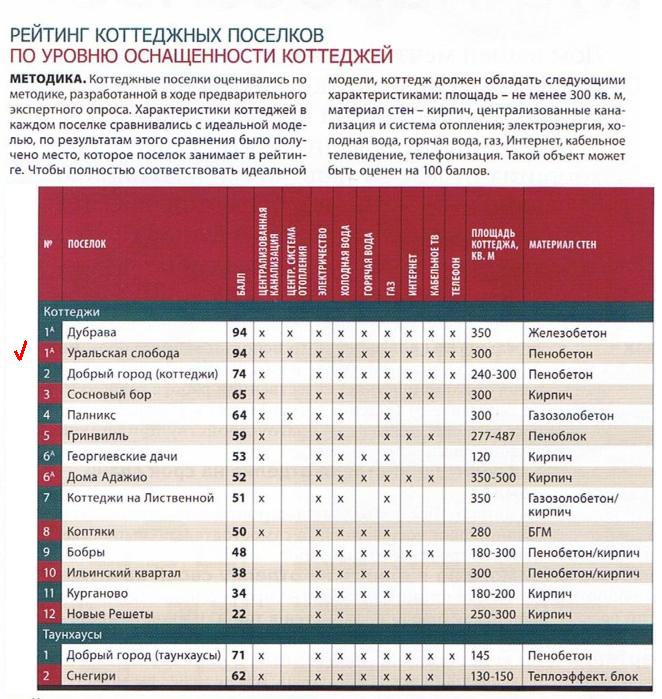 РЕЙТИНГ КОТТЕДЖНЫХ ПОСЕЛКОВ
ПО УРОВНЮ ОСНАЩЕННОСТИ КОТТЕДЖЕЙ
МЕТОДИКА. Коттеджные поселки оценивались по
методике, разработанной в ходе предварительного
экспертного опроса. Характеристики коттеджей в
каждом поселке сравнивались с идеальной моде-
лью, по результатам этого сравнения было полу-
чено место, которое поселок занимает в рейтин-
ге. Чтобы полностью соответствовать идеальной
модели, коттедж должен обладать следующими
характеристиками: площадь – не менее 300 кв. м,
материал стен – кирпич, централизованные кана-
лизация и система отопления; электроэнергия, хо-
лодная вода, горячая вода, газ, Интернет, кабельное
телевидение, телефонизация. Такой объект может
быть оценен на 100 баллов.
№ ПОСЕЛОК БАЛЛ ЦЕНТРАЛИЗОВАННАЯ КАНАЛИЗАЦИЯ ЦЕНТР. СИСТЕМА ОТОПЛЕНИЯ ЭЛЕКТРИЧЕСТВО ХОЛОДНАЯ ВОДА ГОРЯЧАЯ ВОДА ГАЗ ИНТЕРНЕТ КАБЕЛЬНОЕ ТВ ТЕЛЕФОН ПЛОЩАДЬ КОТТЕДЖА, КВ. М МАТЕРИАЛ СТЕН
Коттеджи
1А Дубрава 94 x x x x x x x x x 350 Железобетон
1А Уральская слобода 94 x x x x x x x x x 300 Пенобетон
2 Добрый город (коттеджи) 74 x x x x x x x x 240-300 Пенобетон
3 Сосновый бор 65 x x x x x x 300 Кирпич
4 Палникс 64 x x x x x 300 Газозолобетон
5 Гринвилль 59 x x x x x x 277-487 Пеноблок
6А Георгиевские дачи 53 x x x x x 120 Кирпич
6А Дома Адажио 52 x x x x x x x 350-500 Кирпич
7 Коттеджи на Лиственной 51 x x x x 350 Газозолобетон/
кирпич
8 Коптяки 50 x x x x x 280 БГМ
9 Бобры 48 x x x x x x 180-300 Пенобетон/кирпич
10 Ильинский квартал 38 x x x x 300 Пенобетон/кирпич
11 Курганово 34 x x x x 180-200 Кирпич
12 Новые Решеты 22 x x 250-300 Кирпич
Таунхаусы
1 Добрый город (таунхаусы) 71 x x x x x x x x 145 Пенобетон
2 Снегири 62 x x x x x x x x 130-150 Теплоэффект. блок